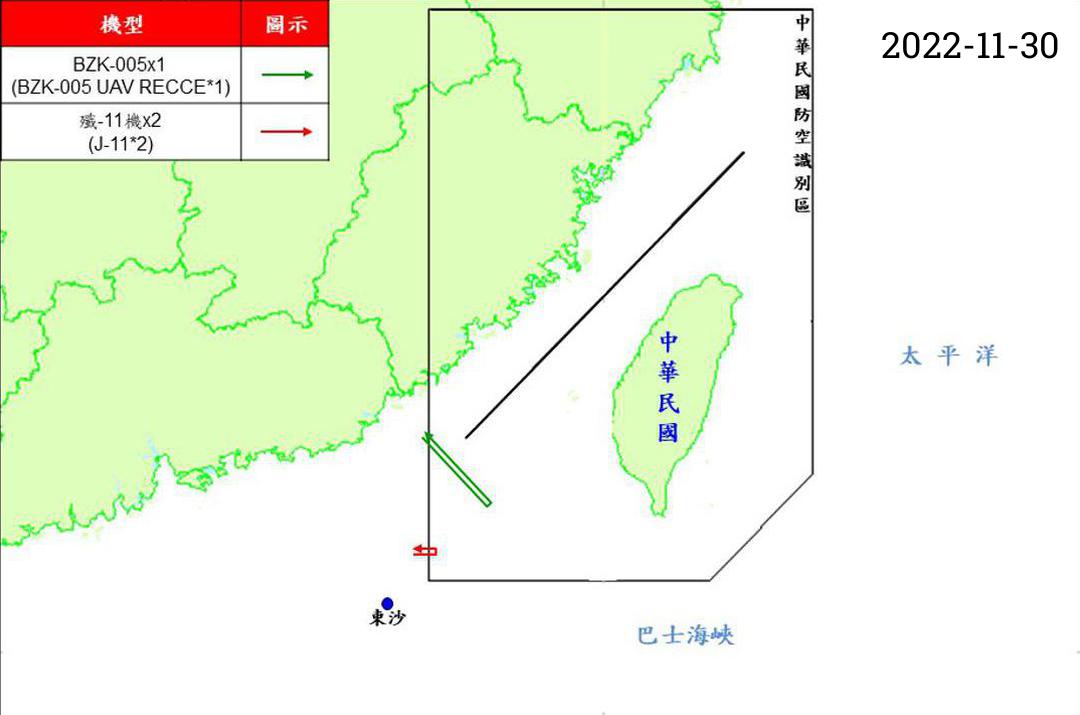 機型 圖示
BZK-005x1
(BZK-005 UAV RECCE*1)
殲-11機x2
(J-11*2)
2022-11-30
中華民國防空識別區
中華民國
太平洋
東沙
巴士海峽